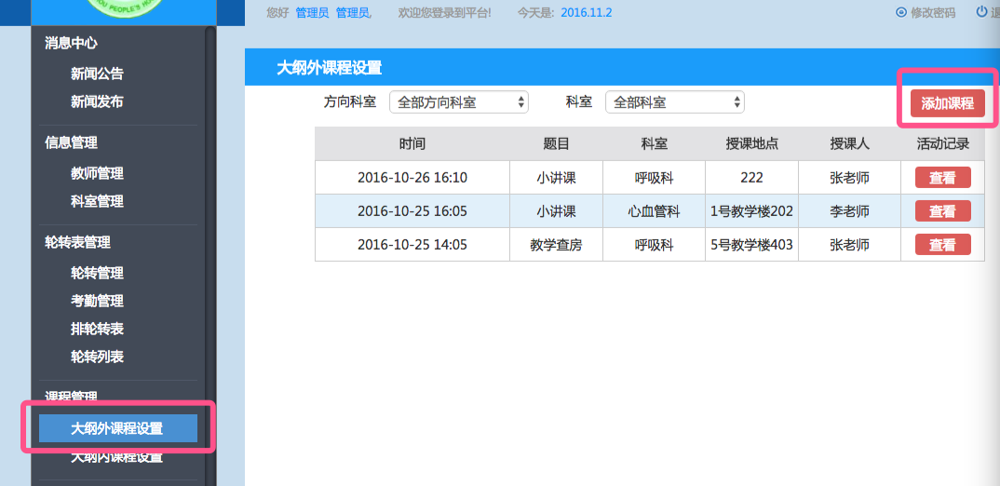 OU PEOPLE'S HO
您好 管理员 管理员, 欢迎您登录到平台! 今天是: 2016.11.2 修改密码
消息中心
新闻公告
新闻发布
信息管理
教师管理
科室管理
轮转表管理
轮转管理
考勤管理
排轮转表
轮转列表
课程管理
大纲外课程设置
大纲内课程设置
大纲外课程设置
方向科室 全部方向科室 科室 全部科室 添加课程
时间 题目 科室 授课地点 授课人 活动记录
2016-10-26 16:10 小讲课 呼吸科 222 张老师 查看
2016-10-25 16:05 小讲课 心血管科 1号教学楼202 李老师 查看
2016-10-25 14:05 教学查房 呼吸科 5号教学楼403 张老师 查看